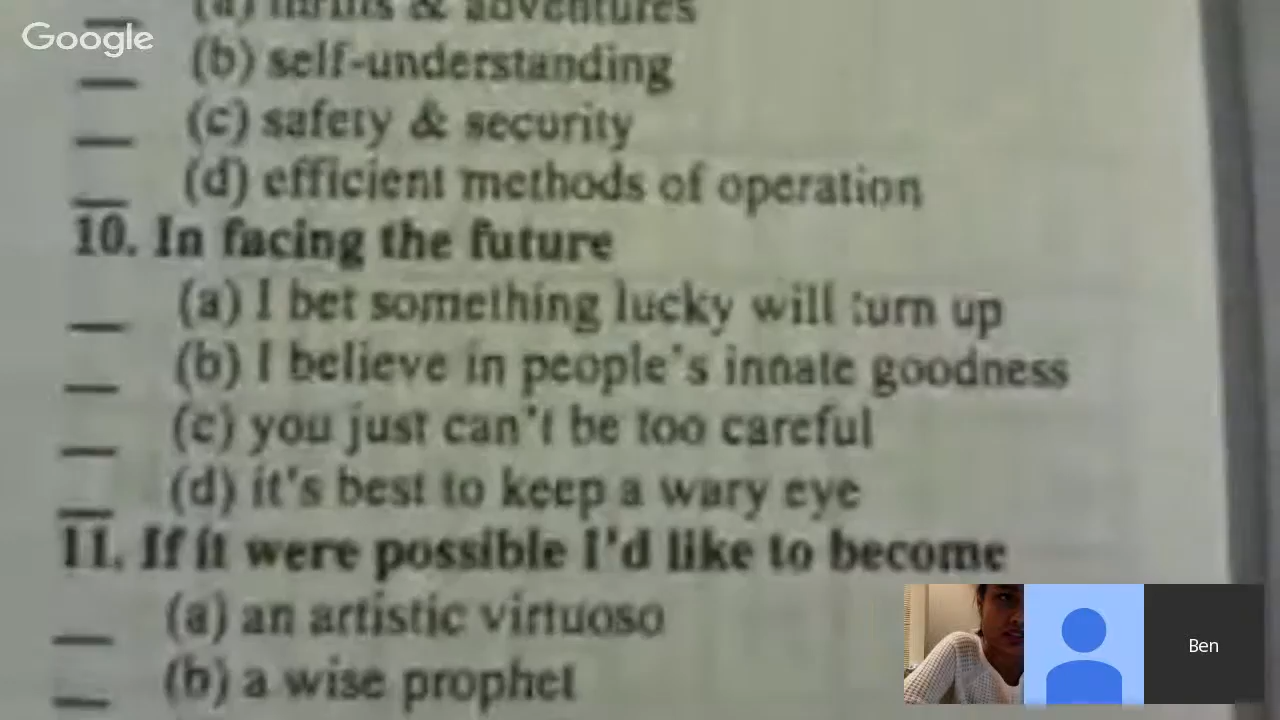 Google
(a) thrills & adventures
(b) self-understanding
(c) safety & security
(d) efficient methods of operation
10. In facing the future
(a) I bet something lucky will turn up
(b) I believe in people's innate goodness
(c) you just can't be too careful
(d) it's best to keep a wary eye
11. If it were possible I'd like to become
(a) an artistic virtuoso
(b) a wise prophet
Ben